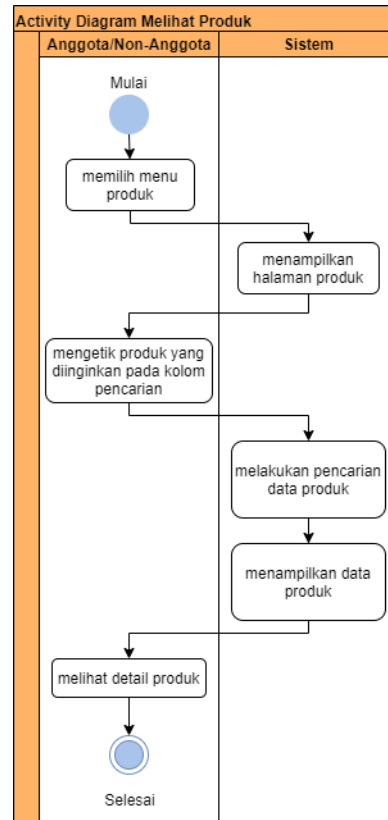 Activity Diagram Melihat Produk
Anggota/Non-Anggota
Sistem
Mulai
memilih menu
produk
menampilkan
halaman produk
mengetik produk yang
diinginkan pada kolom
pencarian
melakukan pencarian
data produk
menampilkan data
produk
melihat detail produk
Selesai